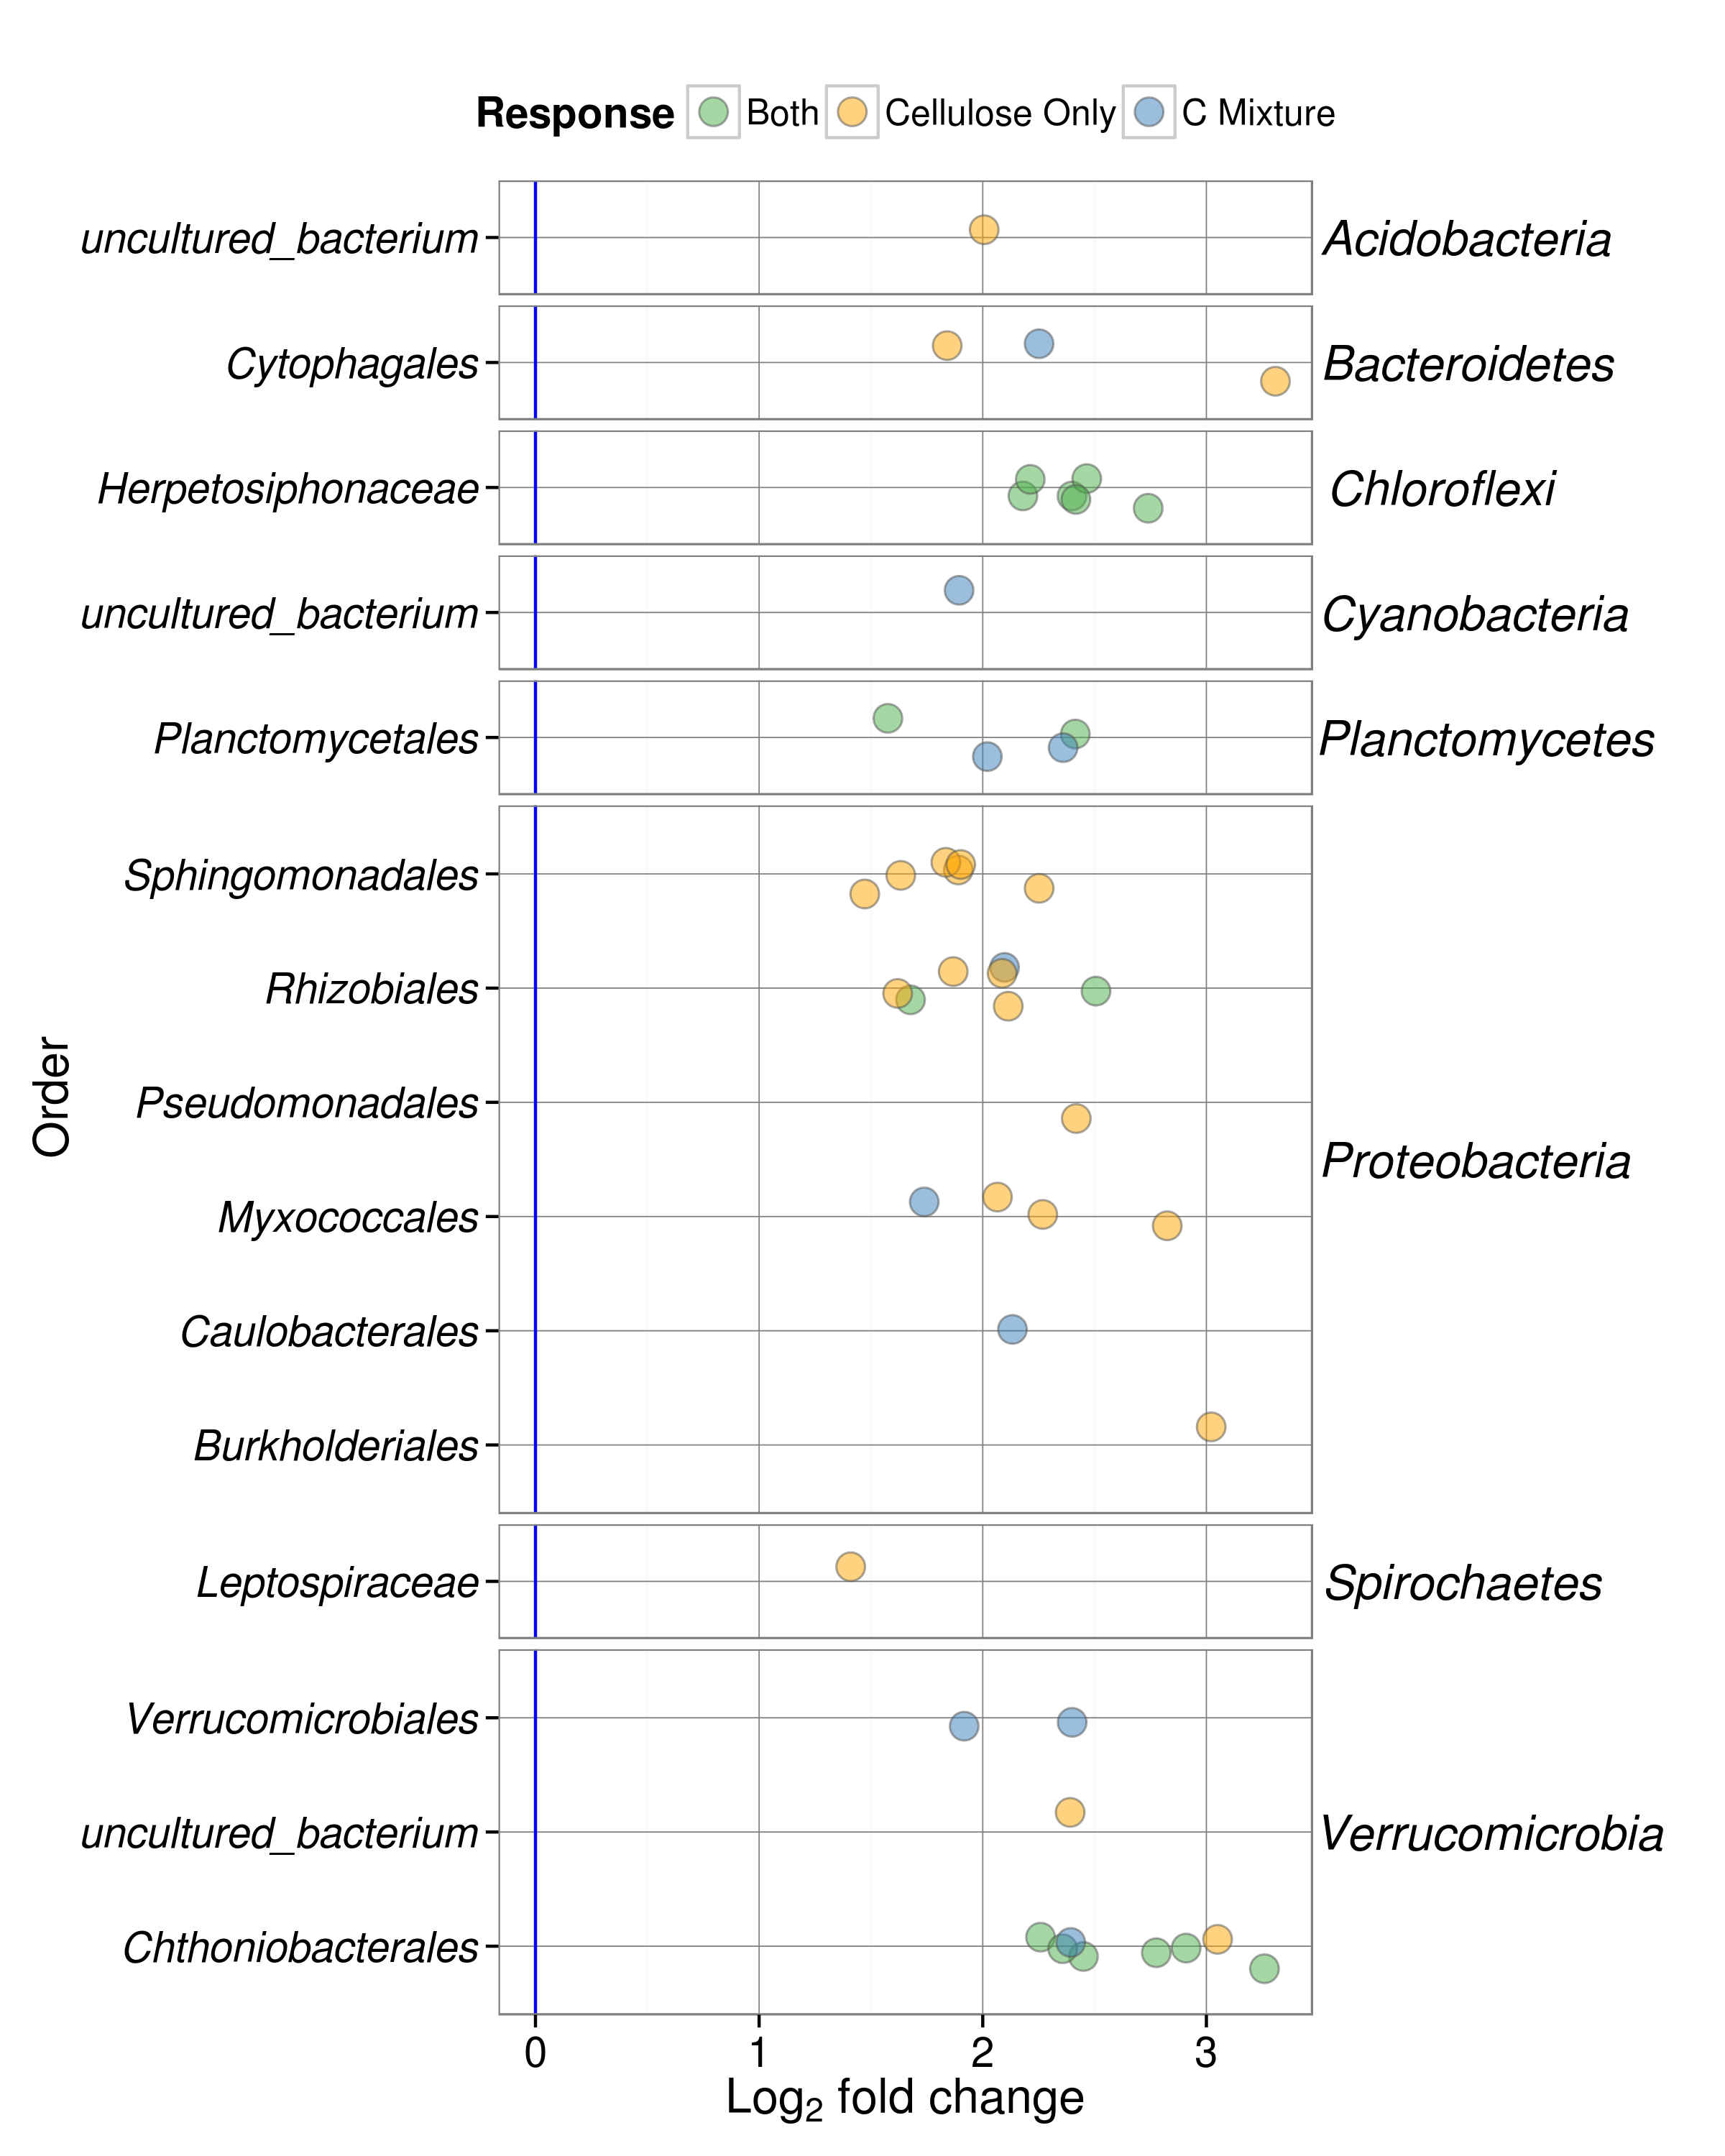 Response Both Cellulose Only C Mixture
uncultured_bacterium Acidobacteria
Cytophagales Bacteroidetes
Herpetosiphonaceae Chloroflexi
uncultured_bacterium Cyanobacteria
Planctomycetales Planctomycetes
Sphingomonadales
Rhizobiales
Pseudomonadales
Order
Proteobacteria
Myxococcales
Caulobacterales
Burkholderiales
Leptospiraceae Spirochaetes
Verrucomicrobiales
uncultured_bacterium Verrucomicrobia
Chthoniobacterales
0 1 2 3
Log2 fold change